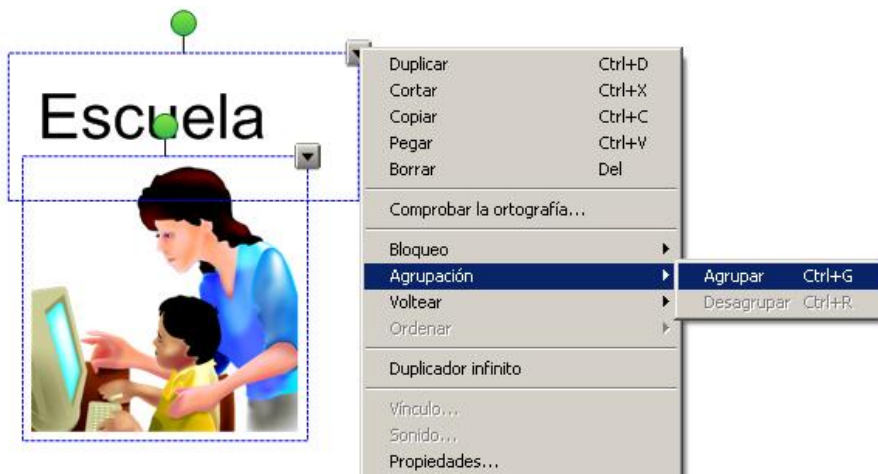 Escuela
Duplicar Ctrl+D
Cortar Ctrl+X
Copiar Ctrl+C
Pegar Ctrl+V
Borrar Del
Comprobar la ortografía...
Bloqueo
Agrupación
Agrupar Ctrl+G
Voltear
Desagrupar Ctrl+R
Ordenar
Duplicador infinito
Vínculo...
Sonido...
Propiedades...